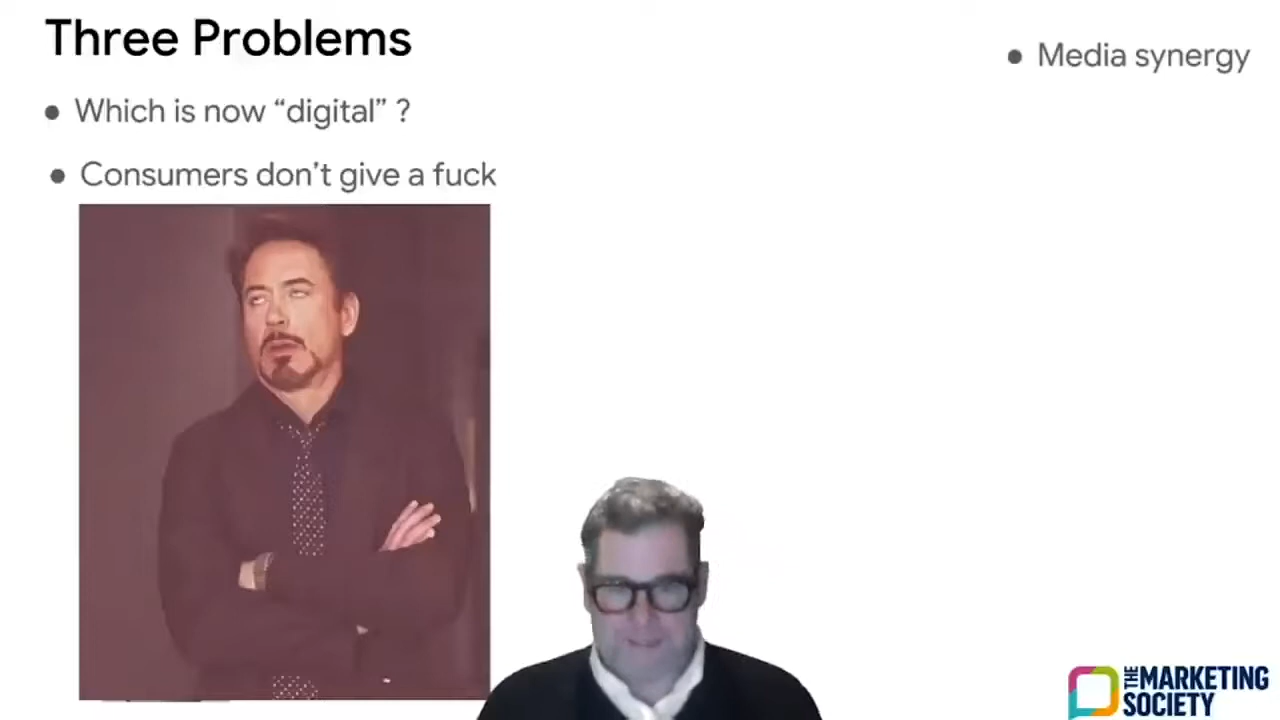 Three Problems
● Media synergy
● Which is now “digital” ?
● Consumers don’t give a fuck
THE MARKETING
SOCIETY